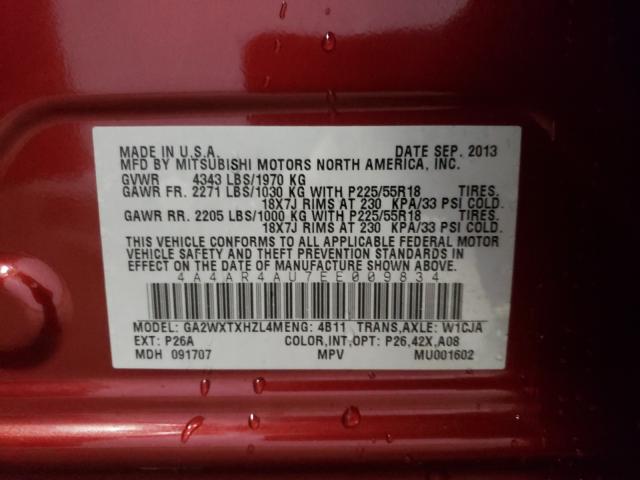 MADE IN U.S.A. DATE SEP. 2013
MFD BY MITSUBISHI MOTORS NORTH AMERICA, INC.
GVWR 4343 LBS/1970 KG
GAWR FR. 2271 LBS/1030 KG WITH P225/55R18 TIRES.
18X7J RIMS AT 230 KPA/33 PSI COLD.
GAWR RR. 2205 LBS/1000 KG WITH P225/55R18 TIRES.
18X7J RIMS AT 230 KPA/33 PSI COLD.
THIS VEHICLE CONFORMS TO ALL APPLICABLE FEDERAL MOTOR
VEHICLE SAFETY AND THEFT PREVENTION STANDARDS IN
EFFECT ON THE DATE OF MANUFACTURE SHOWN ABOVE.
4A4AR4AU7EE009834
MODEL: GA2WXTXHZL4MENG: 4B11 TRANS,AXLE: W1CJA
EXT: P26A COLOR,INT,OPT: P26,42X,A08
MDH 091707 MPV MU001602